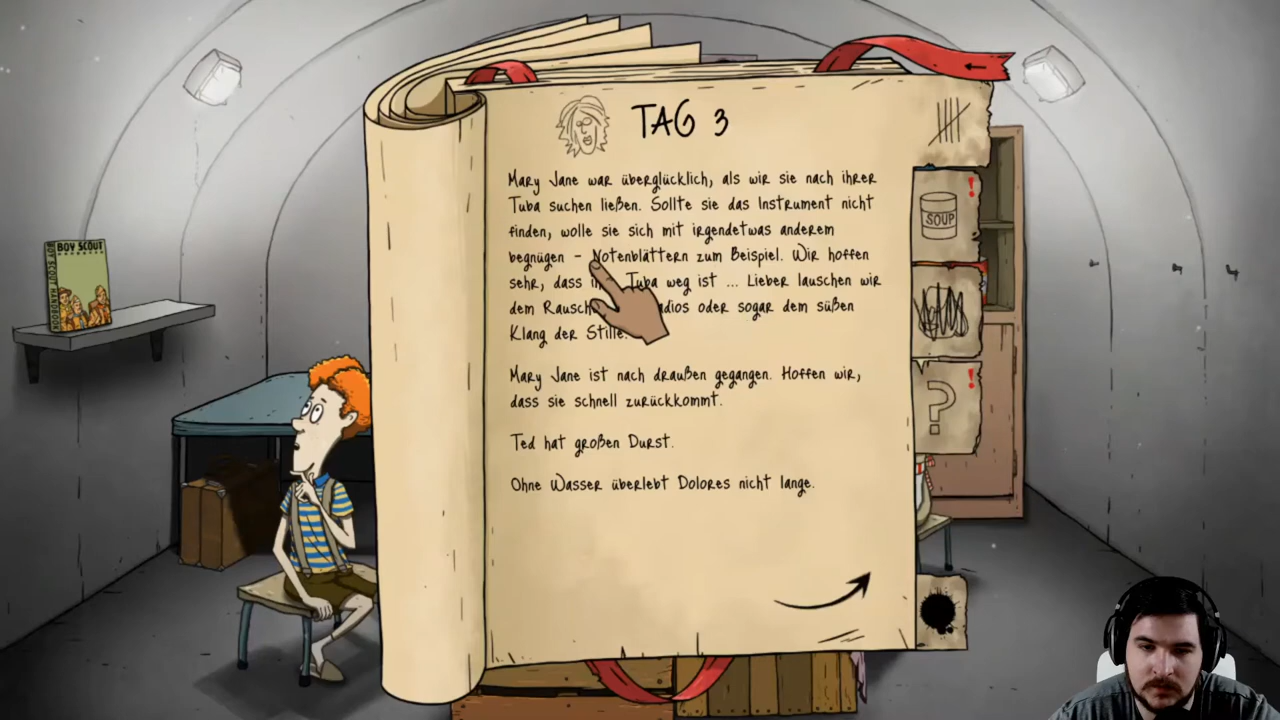 BOY SCOUT
BOY SCOUT HANDBOOK
TAG 3
Mary Jane war überglücklich, als wir sie nach ihrer
Tuba suchen ließen. Sollte sie das Instrument nicht
finden, wolle sie sich mit irgendetwas anderem
begnügen - Notenblättern zum Beispiel. Wir hoffen
sehr, dass Tuba weg ist ... Lieber lauschen wir
dem oder sogar dem süßen
Klang der Stille.
Mary Jane ist nach draußen gegangen. Hoffen wir,
dass sie schnell zurückkommt.
Ted hat großen Durst.
Ohne Wasser überlebt Dolores nicht lange.
!
SOUP
!
?